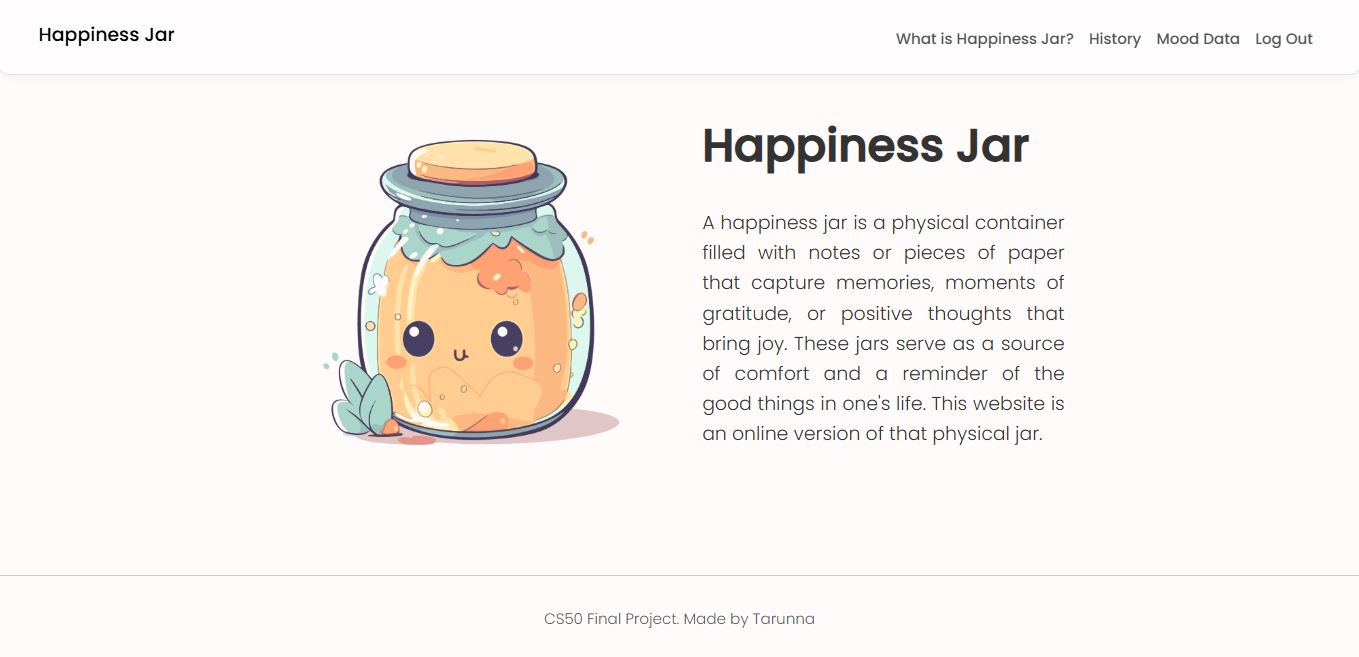 Happiness Jar
What is Happiness Jar? History Mood Data Log Out
Happiness Jar
A happiness jar is a physical container
filled with notes or pieces of paper
that capture memories, moments of
gratitude, or positive thoughts that
bring joy. These jars serve as a source
of comfort and a reminder of the
good things in one's life. This website is
an online version of that physical jar.
CS50 Final Project. Made by Tarunna